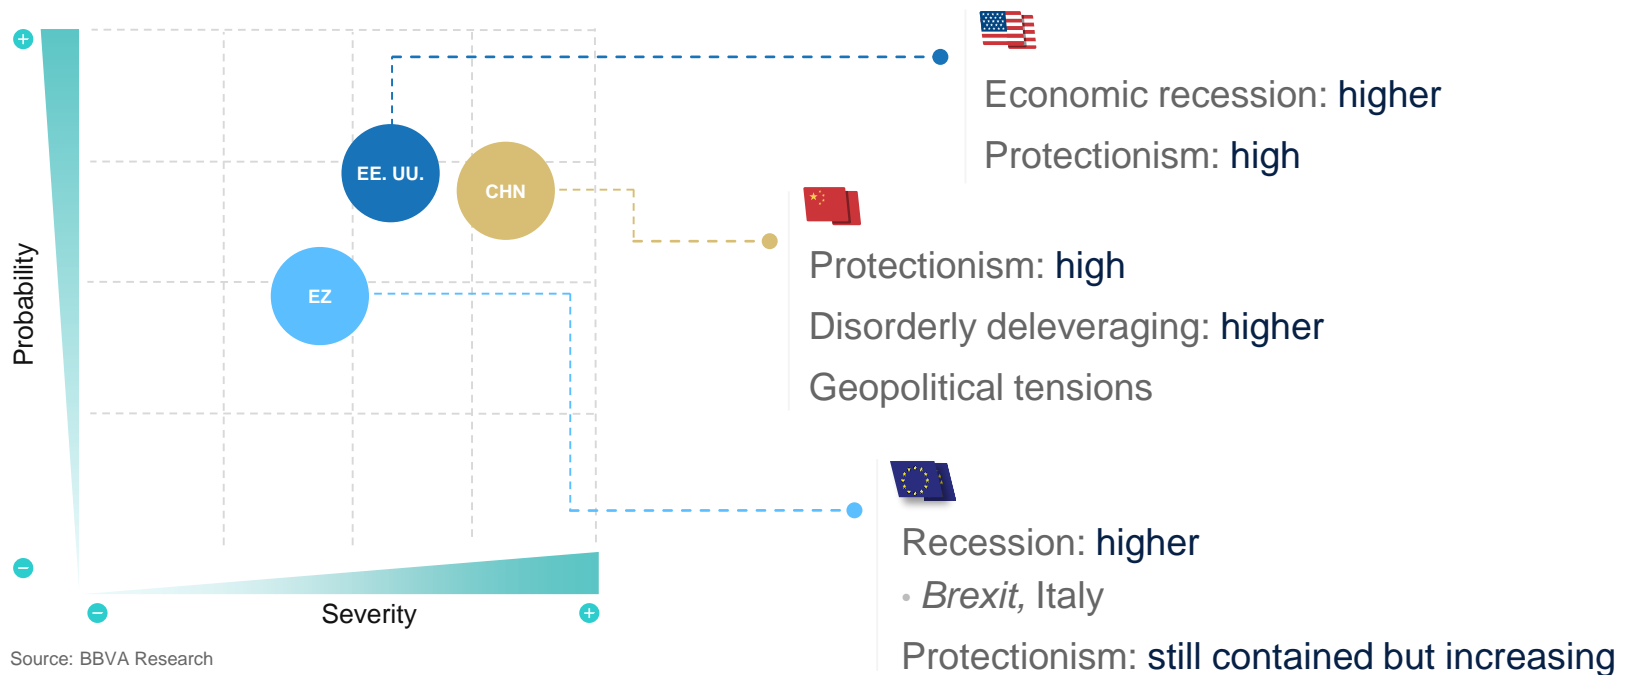 Probability
EE. UU.
CHN
EZ
Severity
Source: BBVA Research
Economic recession: higher
Protectionism: high
Protectionism: high
Disorderly deleveraging: higher
Geopolitical tensions
Recession: higher
• Brexit, Italy
Protectionism: still contained but increasing